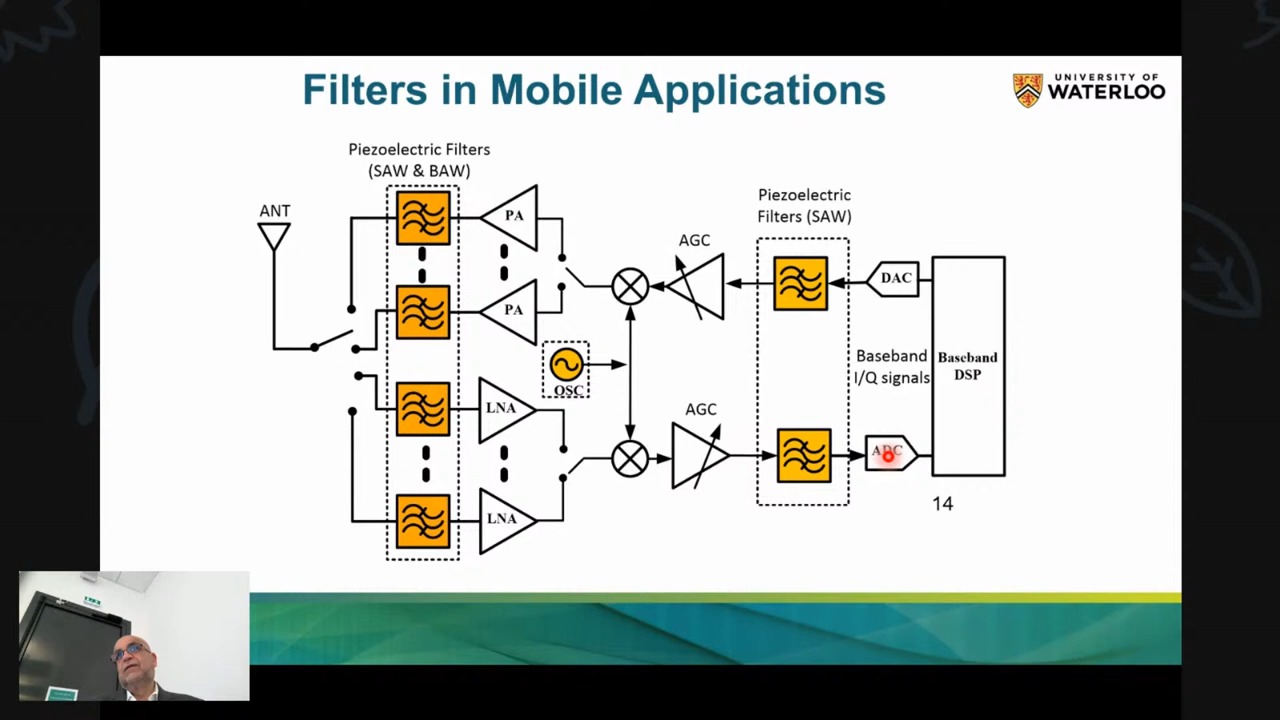 Filters in Mobile Applications
UNIVERSITY OF
WATERLOO
Piezoelectric Filters
(SAW & BAW)
Piezoelectric
Filters (SAW)
ANT
PA
AGC
DAC
PA
OSC
Baseband
I/Q signals
Baseband
DSP
LNA
AGC
ADC
LNA
14